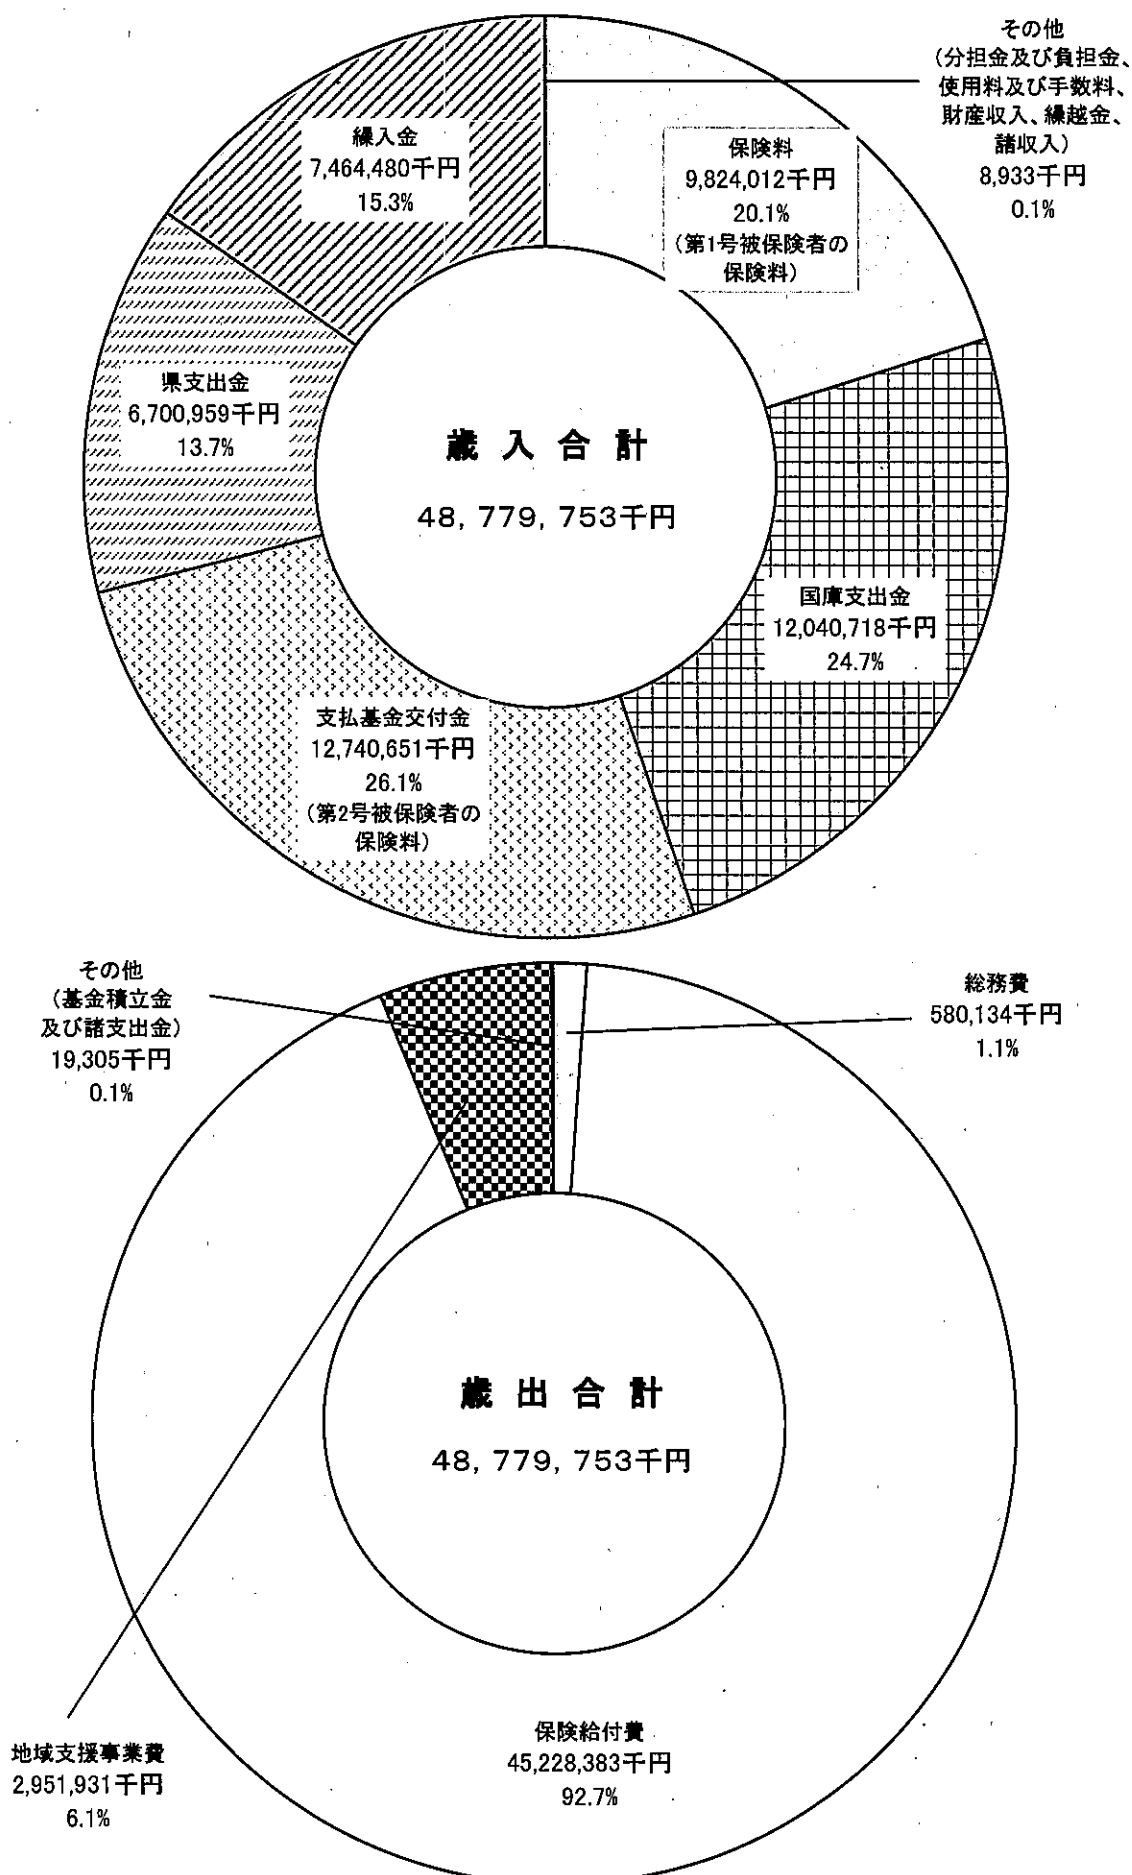 その他
(分担金及び負担金、
使用料及び手数料、
財産収入、繰越金、
諸収入)
8,933千円
0.1%
保険料
9,824,012千円
20.1%
(第1号被保険者の
保険料)
繰入金
7,464,480千円
15.3%
県支出金
6,700,959千円
13.7%
歳入合計
48,779,753千円
国庫支出金
12,040,718千円
24.7%
支払基金交付金
12,740,651千円
26.1%
(第2号被保険者の
保険料)
その他
(基金積立金
及び諸支出金)
19,305千円
0.1%
総務費
580,134千円
1.1%
歳出合計
48,779,753千円
地域支援事業費
2,951,931千円
6.1%
保険給付費
45,228,383千円
92.7%